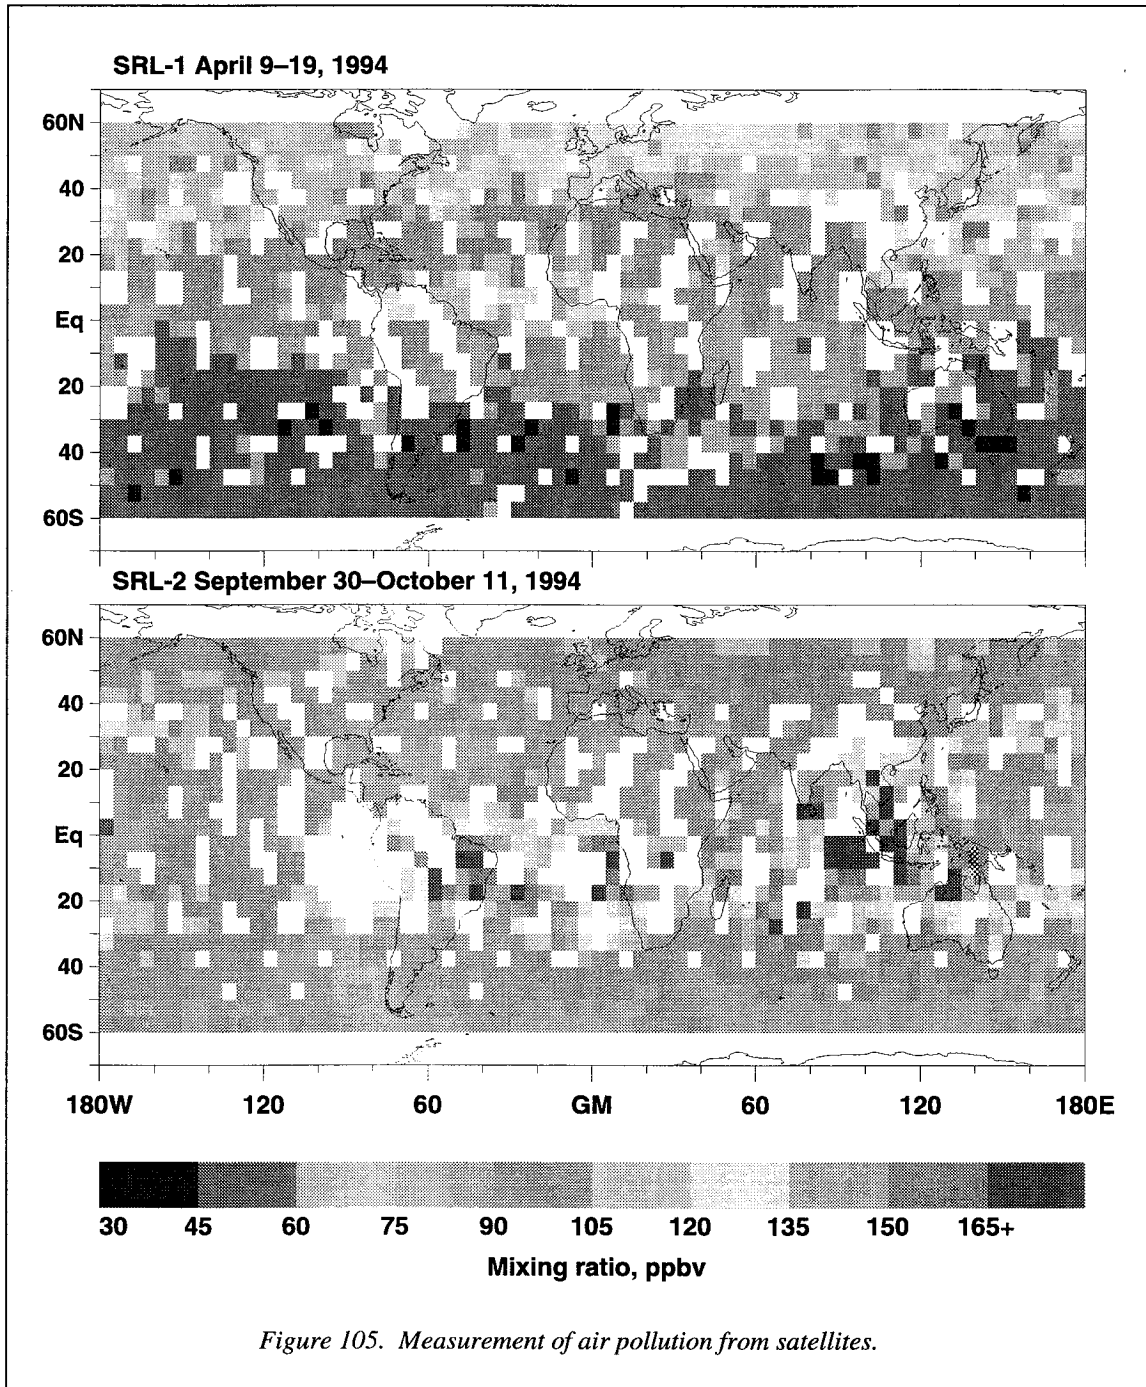 SRL-1 April 9–19, 1994
60N
40
20
Eq
20
40
60S
SRL-2 September 30–October 11, 1994
60N
40
20
Eq
20
40
60S
180W 120 60 GM 60 120 180E
30 45 60 75 90 105 120 135 150 165+
Mixing ratio, ppbv
Figure 105. Measurement of air pollution from satellites.